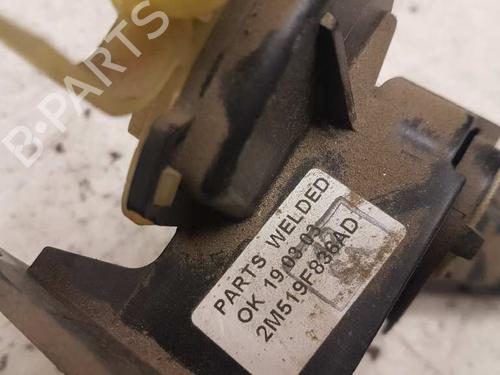 B-PARTS
PARTS WELDED
OK 19 03-03
2M519F836AD